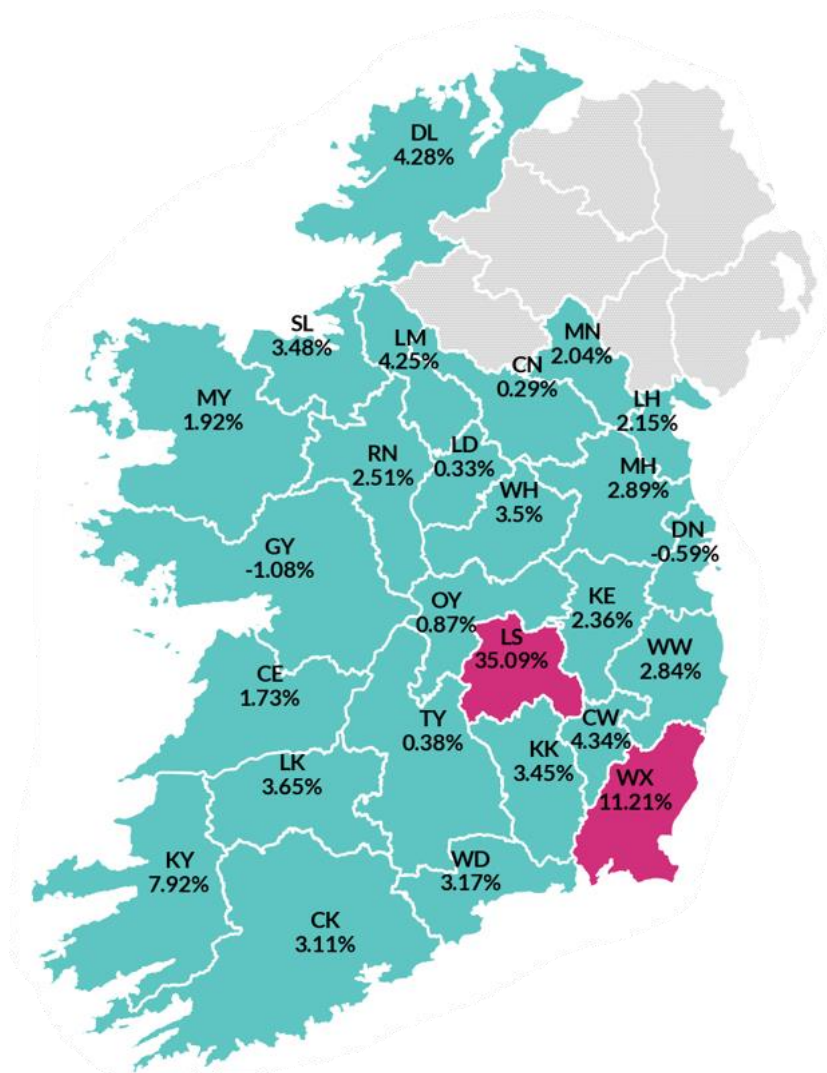 DL
4.28%
SL
3.48%
LM
4.25%
MN
2.04%
CN
0.29%
MY
1.92%
LH
2.15%
RN
2.51%
LD
0.33%
MH
2.89%
WH
3.5%
DN
-0.59%
GY
-1.08%
OY
0.87%
KE
2.36%
LS
35.09%
WW
2.84%
CE
1.73%
TY
0.38%
CW
4.34%
KK
3.45%
LK
3.65%
WX
11.21%
KY
7.92%
WD
3.17%
CK
3.11%